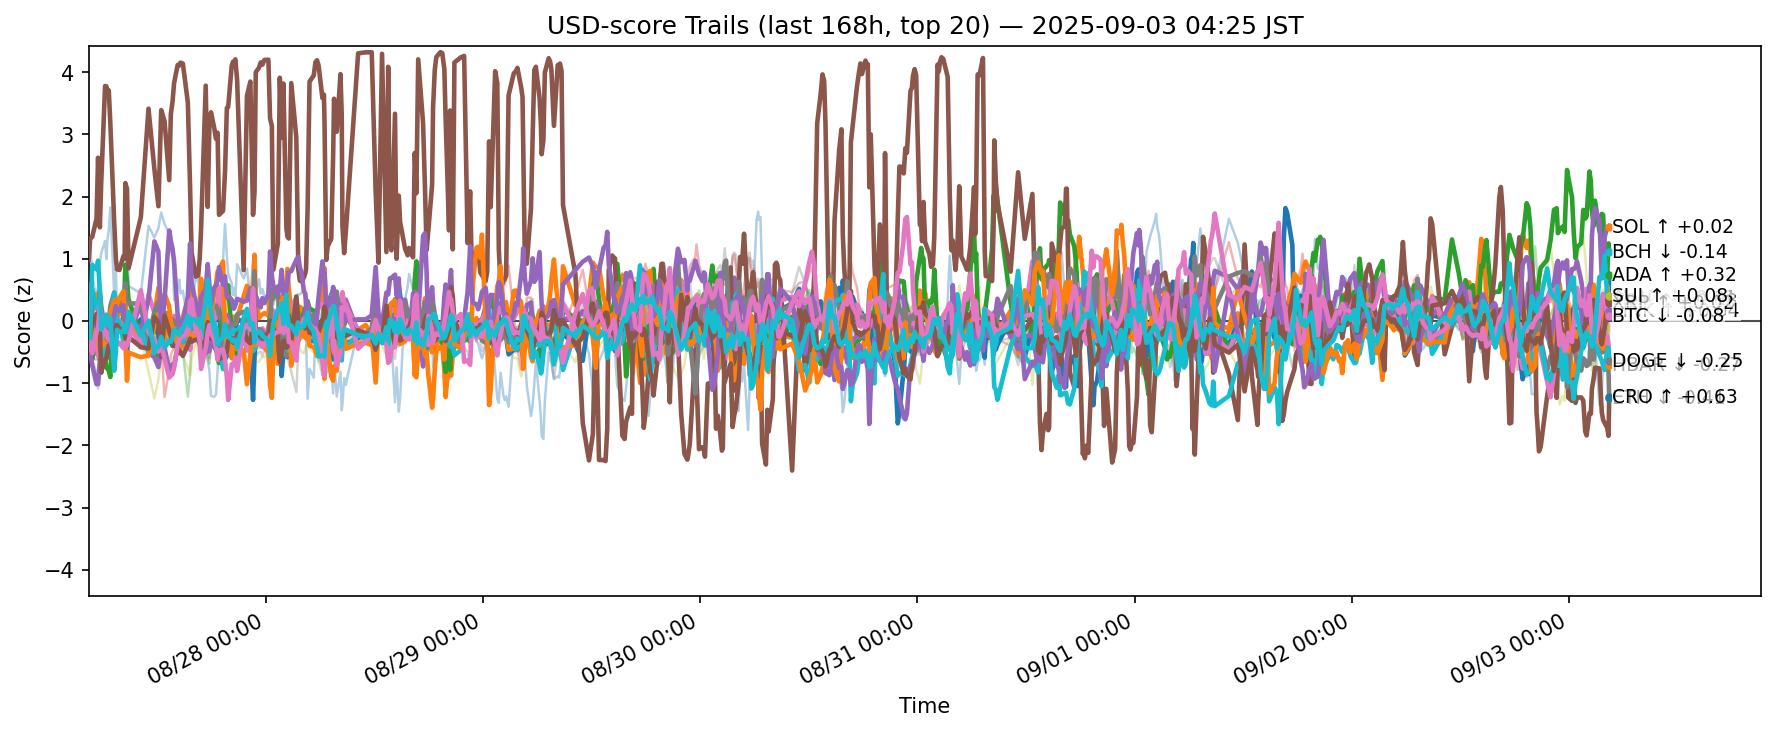 USD-score Trails (last 168h, top 20) — 2025-09-03 04:25 JST
Score (z)
4
3
2
1
0
−1
−2
−3
−4
SOL ↑ +0.02
BCH ↓ -0.14
ADA ↑ +0.32
SUI ↑ +0.08
BTC ↓ -0.08
DOGE ↓ -0.25
CRO ↑ +0.63
08/28 00:00
08/29 00:00
08/30 00:00
08/31 00:00
09/01 00:00
09/02 00:00
09/03 00:00
Time